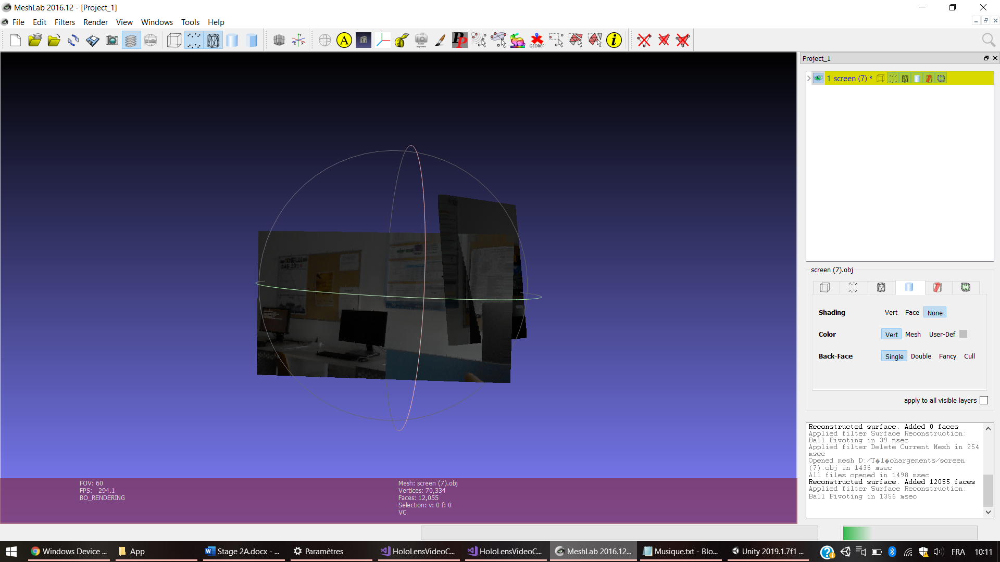 MeshLab 2016.12 - [Project_1]
File Edit Filters Render View Windows Tools Help
A
PP
GEOREF
i
Project_1
1 screen (7) *
screen (7).obj
Shading Vert Face None
Color Vert Mesh User-Def
Back-Face Single Double Fancy Cull
apply to all visible layers
Reconstructed surface. Added 0 faces
Applied filter Surface Reconstruction:
Ball Pivoting in 39 msec
Applied filter Delete Current Mesh in 254
msec
Opened mesh D:/T�l�chargements/screen
(7).obj in 1436 msec
All files opened in 1498 msec
Reconstructed surface. Added 12055 faces
Applied filter Surface Reconstruction:
Ball Pivoting in 1356 msec
FOV: 60
FPS: 294.1
BO_RENDERING
Mesh: screen (7).obj
Vertices: 70,334
Faces: 12,055
Selection: v: 0 f: 0
VC
Windows Device ...
App
Stage 2A.docx - ...
Paramètres
HoloLensVideoC...
HoloLensVideoC...
MeshLab 2016.12...
Musique.txt - Blo...
Unity 2019.1.7f1 ...
FRA
10:11